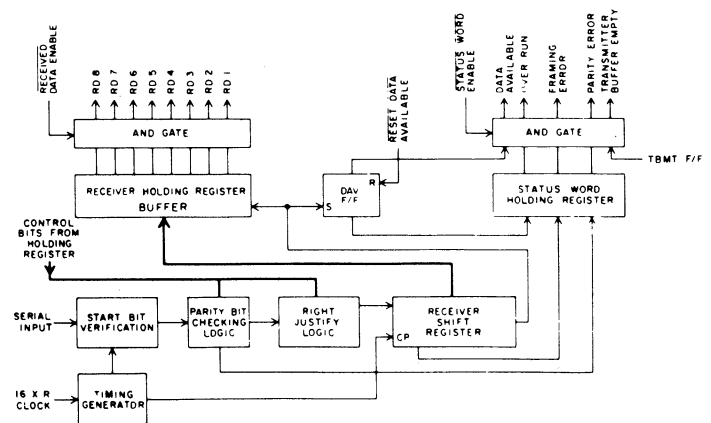 RECEIVED
DATA ENABLE
RD 8
RD 7
RD 6
RD 5
RD 4
RD 3
RD 2
RD 1
STATUS WORD
ENABLE
DATA
AVAILABLE
OVER RUN
FRAMING
ERROR
PARITY ERROR
TRANSMITTER
BUFFER EMPTY
RESET DATA
AVAILABLE
AND GATE
AND GATE
TBMT F/F
RECEIVER HOLDING REGISTER
BUFFER
DAV
F/F
R
S
STATUS WORD
HOLDING REGISTER
CONTROL
BITS FROM
HOLDING
REGISTER
SERIAL
INPUT
START BIT
VERIFICATION
PARITY BIT
CHECKING
LOGIC
RIGHT
JUSTIFY
LOGIC
RECEIVER
SHIFT
REGISTER
CP
16 X R
CLOCK
TIMING
GENERATOR